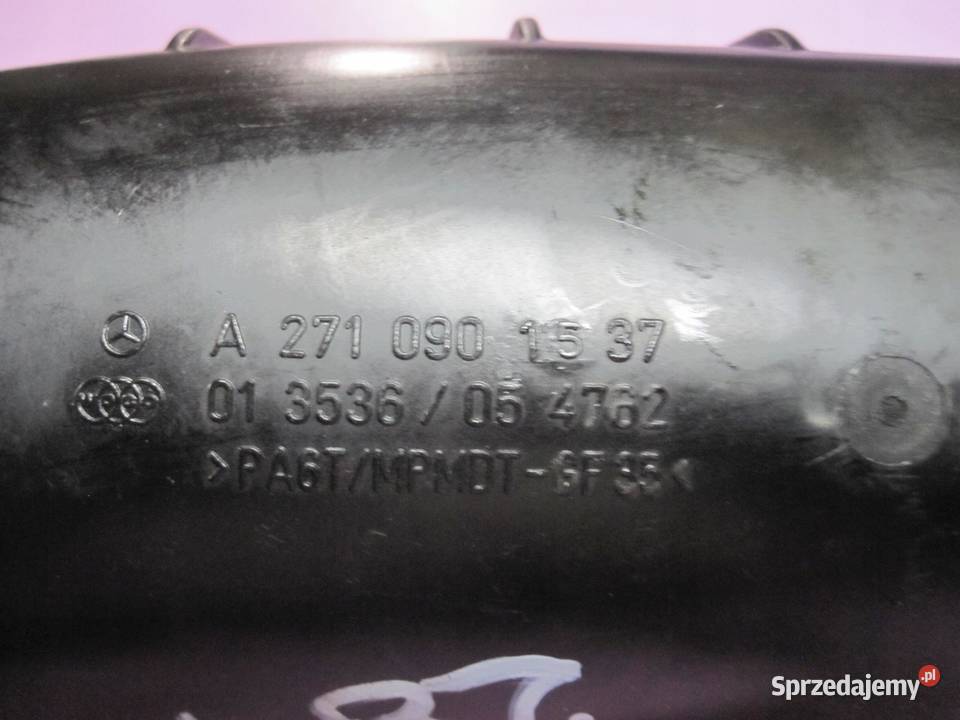 A 271 090 15 37
01 3536 / 05 4762
>PA6T/MPMDT-GF35<
Sprzedajemy.pl